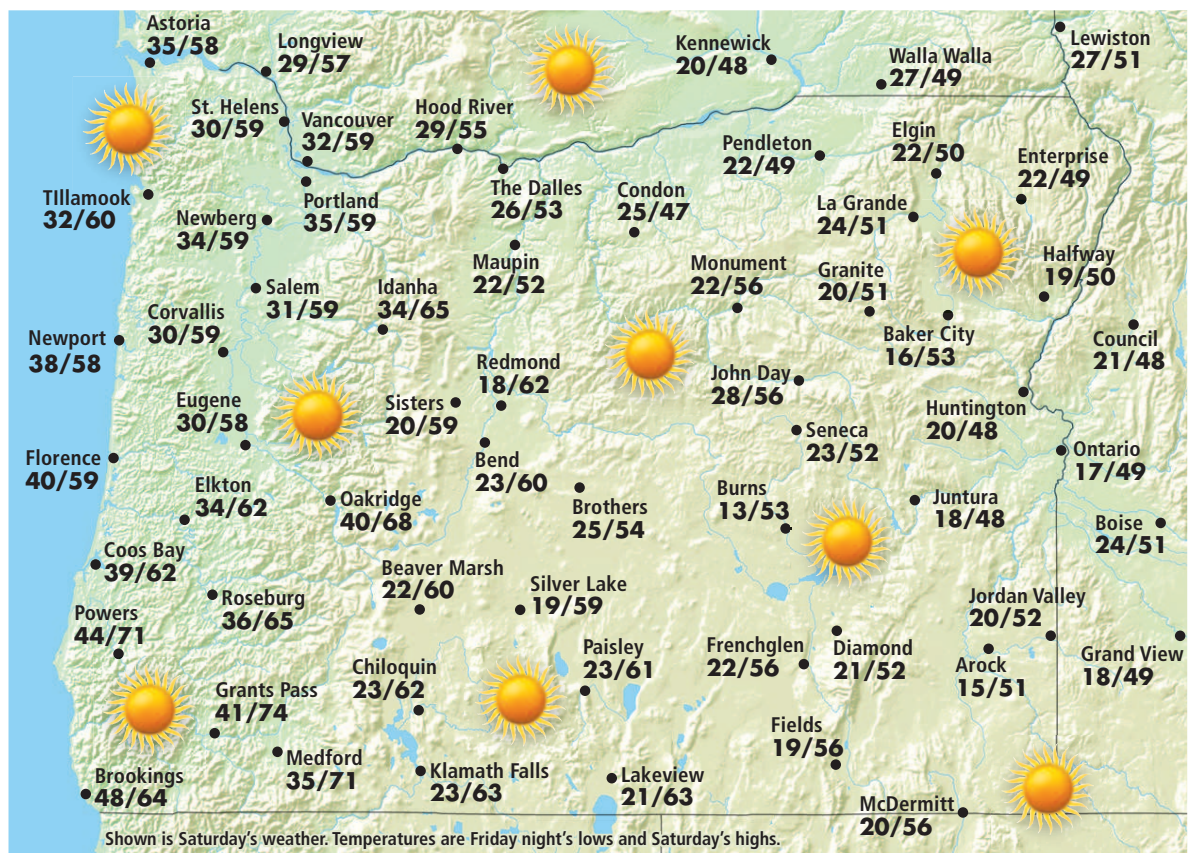 Astoria
35/58
Longview
29/57
Kennewick
20/48
Walla Walla
27/49
Lewiston
27/51
St. Helens
30/59
Vancouver
32/59
Hood River
29/55
Pendleton
22/49
Elgin
22/50
Enterprise
22/49
TIllamook
32/60
Newberg
34/59
Portland
35/59
The Dalles
26/53
Condon
25/47
La Grande
24/51
Maupin
22/52
Monument
22/56
Granite
20/51
Halfway
19/50
Salem
31/59
Idanha
34/65
Corvallis
30/59
Newport
38/58
Baker City
16/53
Council
21/48
Redmond
18/62
John Day
28/56
Eugene
30/58
Sisters
20/59
Huntington
20/48
Seneca
23/52
Ontario
17/49
Florence
40/59
Bend
23/60
Elkton
34/62
Oakridge
40/68
Brothers
25/54
Burns
13/53
Juntura
18/48
Boise
24/51
Coos Bay
39/62
Beaver Marsh
22/60
Silver Lake
19/59
Roseburg
36/65
Jordan Valley
20/52
Powers
44/71
Paisley
23/61
Frenchglen
22/56
Diamond
21/52
Arock
15/51
Grand View
18/49
Chiloquin
23/62
Grants Pass
41/74
Fields
19/56
Medford
35/71
Klamath Falls
23/63
Lakeview
21/63
Brookings
48/64
McDermitt
20/56
Shown is Saturday's weather. Temperatures are Friday night's lows and Saturday's highs.